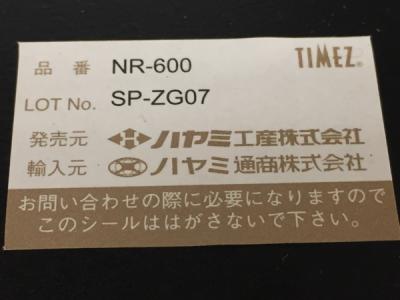 TIMEZ®
品番 NR-600
LOT No. SP-ZG07
発売元 ハヤミ工産株式会社
輸入元 ハヤミ通商株式会社
お問い合わせの際に必要になりますので
このシールははがさないで下さい。